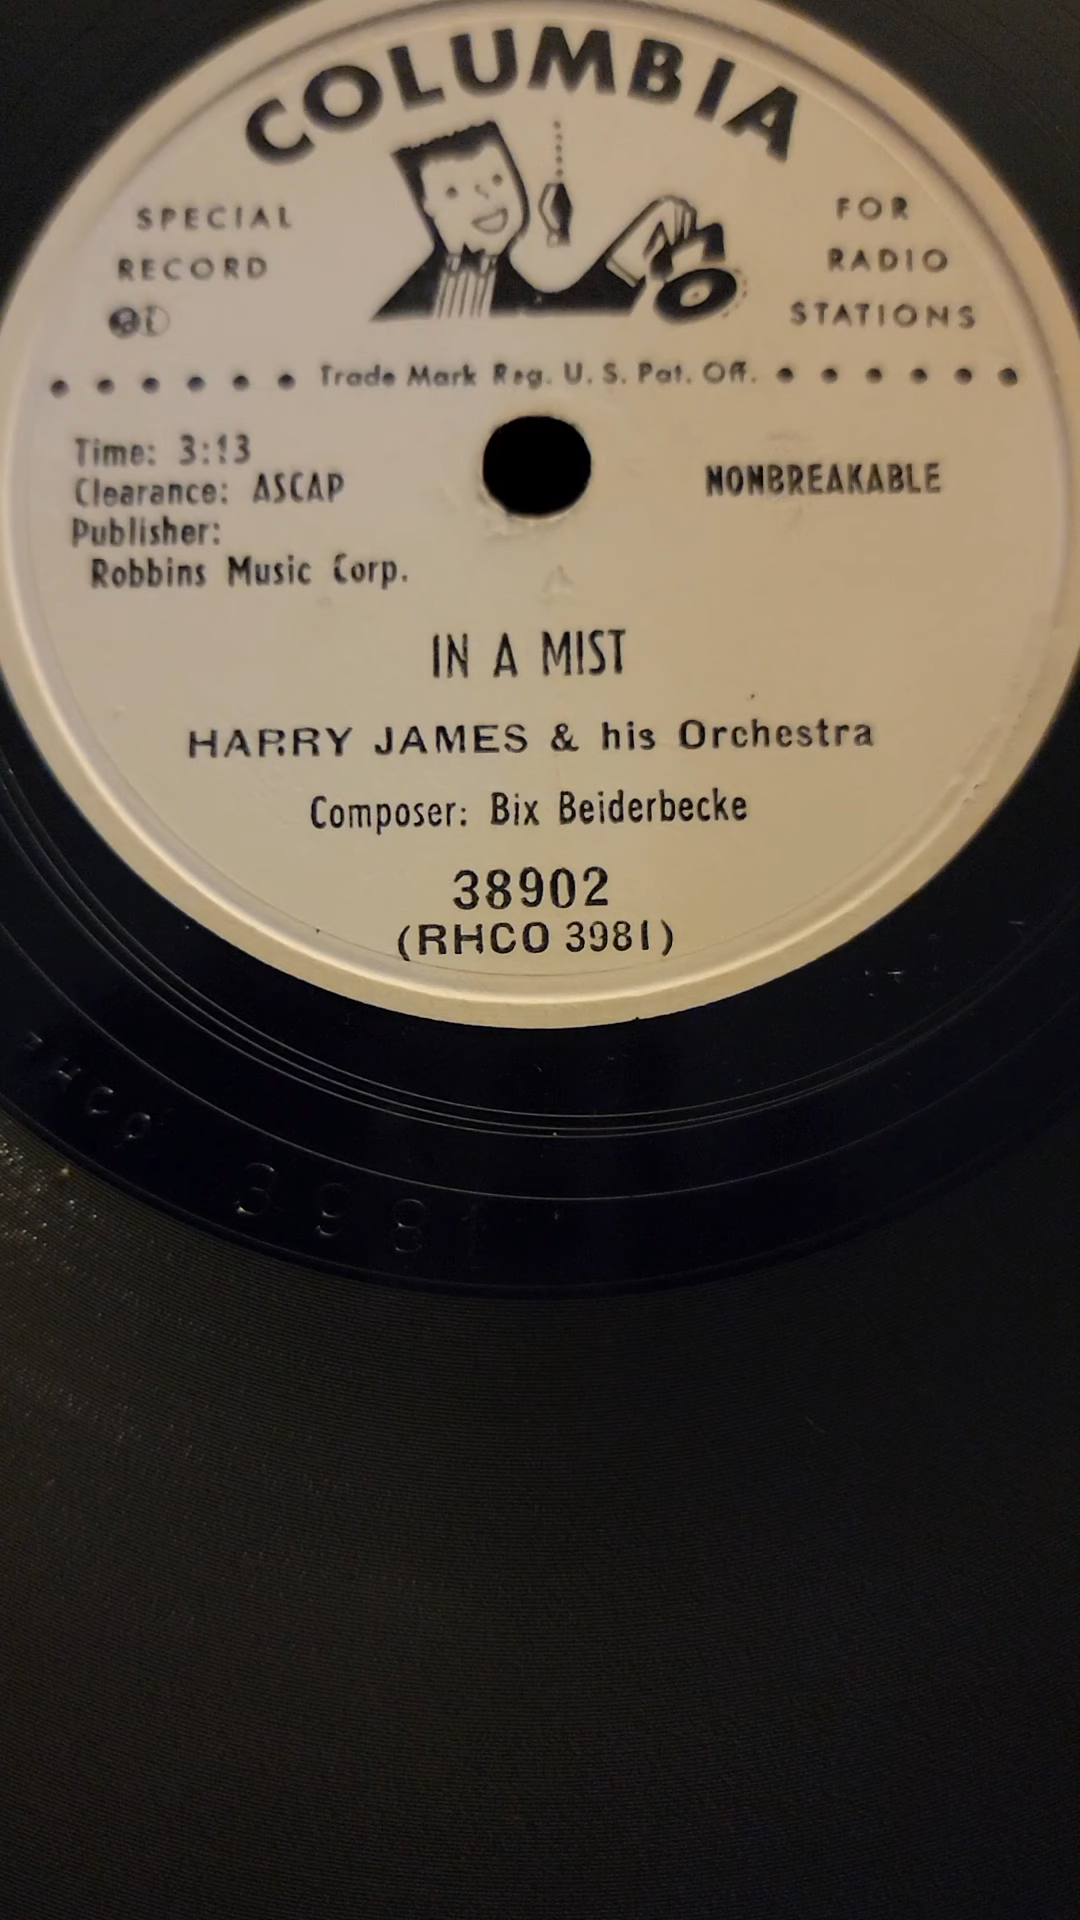 COLUMBIA
SPECIAL
RECORD
FOR
RADIO
STATIONS
Trade Mark Reg. U. S. Pat. Off.
Time: 3:13
Clearance: ASCAP
Publisher:
Robbins Music Corp.
NONBREAKABLE
IN A MIST
HARRY JAMES & his Orchestra
Composer: Bix Beiderbecke
38902
(RHCO 3981)
3981